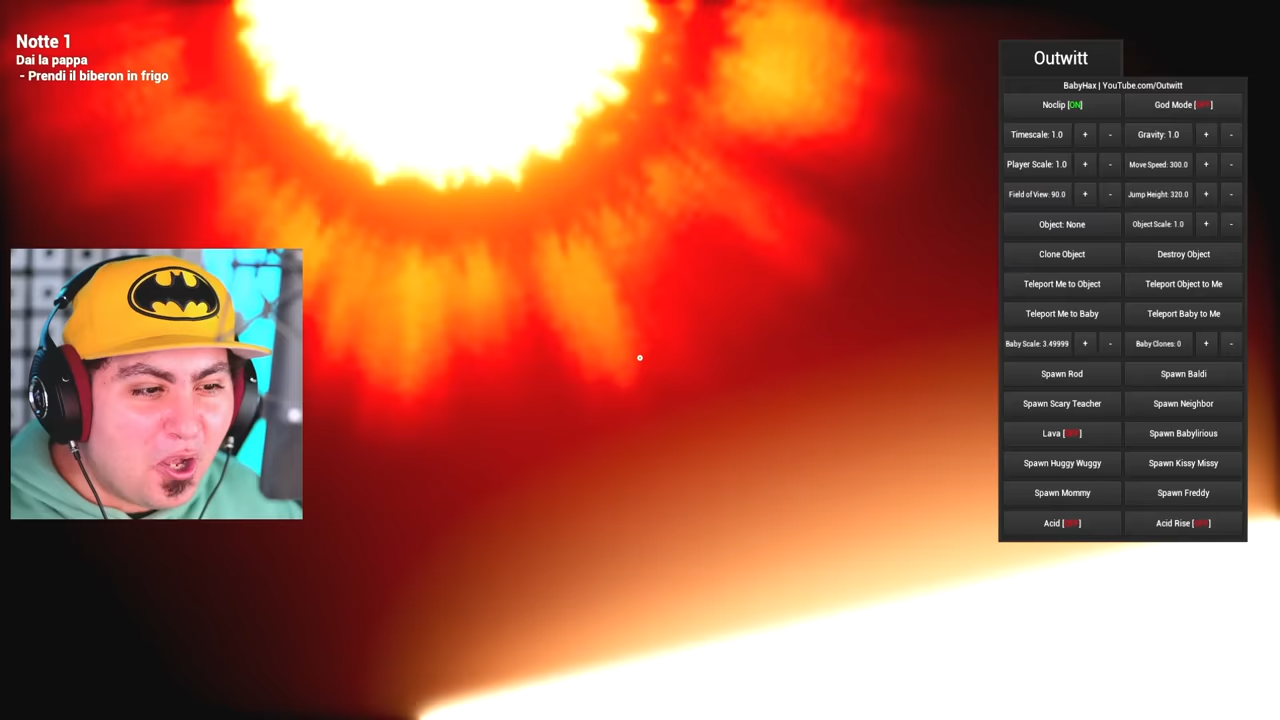 Notte 1
Dai la pappa
- Prendi il biberon in frigo
Outwitt
BabyHax | YouTube.com/Outwitt
Noclip [ON]
God Mode [OFF]
Timescale: 1.0 + -
Gravity: 1.0 + -
Player Scale: 1.0 + -
Move Speed: 300.0 + -
Field of View: 90.0 + -
Jump Height: 320.0 + -
Object: None
Object Scale: 1.0 + -
Clone Object
Destroy Object
Teleport Me to Object
Teleport Object to Me
Teleport Me to Baby
Teleport Baby to Me
Baby Scale: 3.49999 + -
Baby Clones: 0 + -
Spawn Rod
Spawn Baldi
Spawn Scary Teacher
Spawn Neighbor
Lava [OFF]
Spawn Babylirious
Spawn Huggy Wuggy
Spawn Kissy Missy
Spawn Mommy
Spawn Freddy
Acid [OFF]
Acid Rise [OFF]